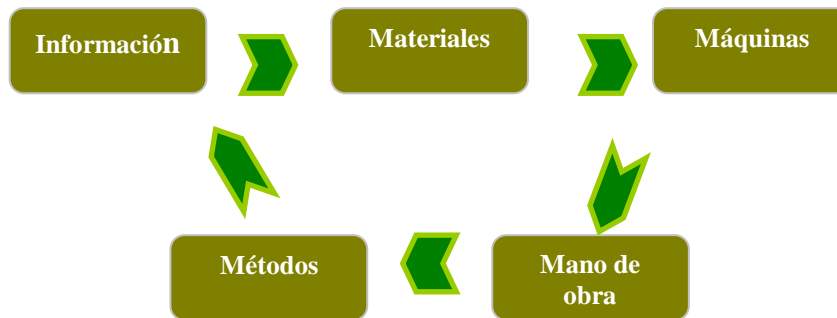 Información
Materiales
Máquinas
Métodos
Mano de
obra